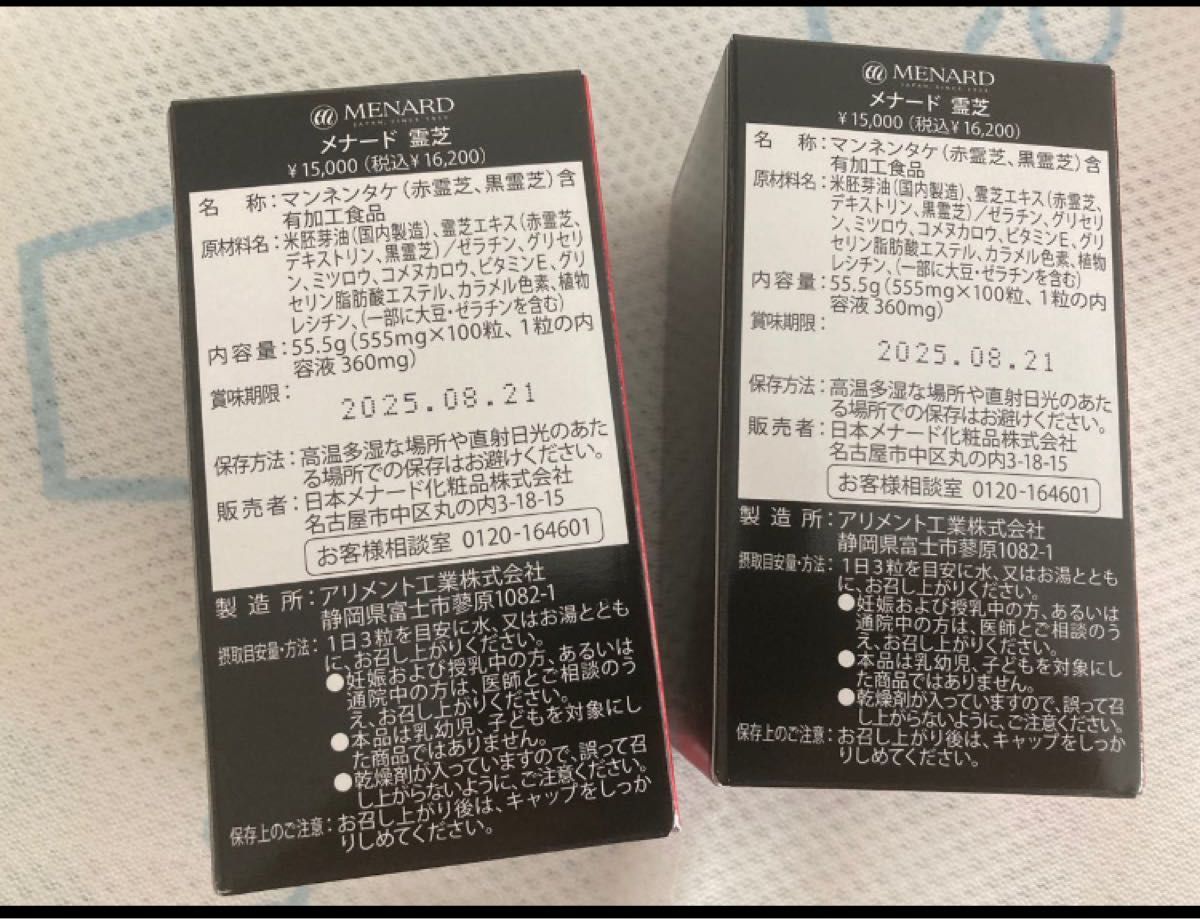 MENARD
JAPAN, SINCE 1959
メナード 霊芝
¥15,000(税込¥16,200)
名 称:マンネンタケ(赤霊芝、黒霊芝)含
有加工食品
原材料名:米胚芽油(国内製造)、霊芝エキス(赤霊芝、
デキストリン、黒霊芝)/ゼラチン、グリセリ
ン、ミツロウ、コメヌカロウ、ビタミンE、グリ
セリン脂肪酸エステル、カラメル色素、植物
レシチン、(一部に大豆・ゼラチンを含む)
内容量:55.5g(555mg×100粒、1粒の内
容液 360mg)
賞味期限:
2025.08.21
保存方法:高温多湿な場所や直射日光のあた
る場所での保存はお避けください。
販売者:日本メナード化粧品株式会社
名古屋市中区丸の内3-18-15
お客様相談室 0120-164601
製造所:アリメント工業株式会社
静岡県富士市蓼原1082-1
摂取目安量・方法:1日3粒を目安に水、又はお湯ととも
に、お召し上がりください。
●妊娠および授乳中の方、あるいは
通院中の方は、医師とご相談のう
え、お召し上がりください。
●本品は乳幼児、子どもを対象にし
た商品ではありません。
●乾燥剤が入っていますので、誤って召
し上がらないように、ご注意ください。
保存上のご注意:お召し上がり後は、キャップをしっか
りしめてください。
MENARD
JAPAN, SINCE 1959
メナード 霊芝
¥15,000(税込¥16,200)
名 称:マンネンタケ(赤霊芝、黒霊芝)含
有加工食品
原材料名:米胚芽油(国内製造)、霊芝エキス(赤霊芝、
デキストリン、黒霊芝)/ゼラチン、グリセリ
ン、ミツロウ、コメヌカロウ、ビタミンE、グリ
セリン脂肪酸エステル、カラメル色素、植物
レシチン、(一部に大豆・ゼラチンを含む)
内容量:55.5g(555mg×100粒、1粒の内
容液 360mg)
賞味期限:
2025.08.21
保存方法:高温多湿な場所や直射日光のあた
る場所での保存はお避けください。
販売者:日本メナード化粧品株式会社
名古屋市中区丸の内3-18-15
お客様相談室 0120-164601
製造所:アリメント工業株式会社
静岡県富士市蓼原1082-1
摂取目安量・方法:1日3粒を目安に水、又はお湯ととも
に、お召し上がりください。
●妊娠および授乳中の方、あるいは
通院中の方は、医師とご相談のう
え、お召し上がりください。
●本品は乳幼児、子どもを対象にし
た商品ではありません。
●乾燥剤が入っていますので、誤って召
し上がらないように、ご注意ください。
保存上のご注意:お召し上がり後は、キャップをしっか
りしめてください。